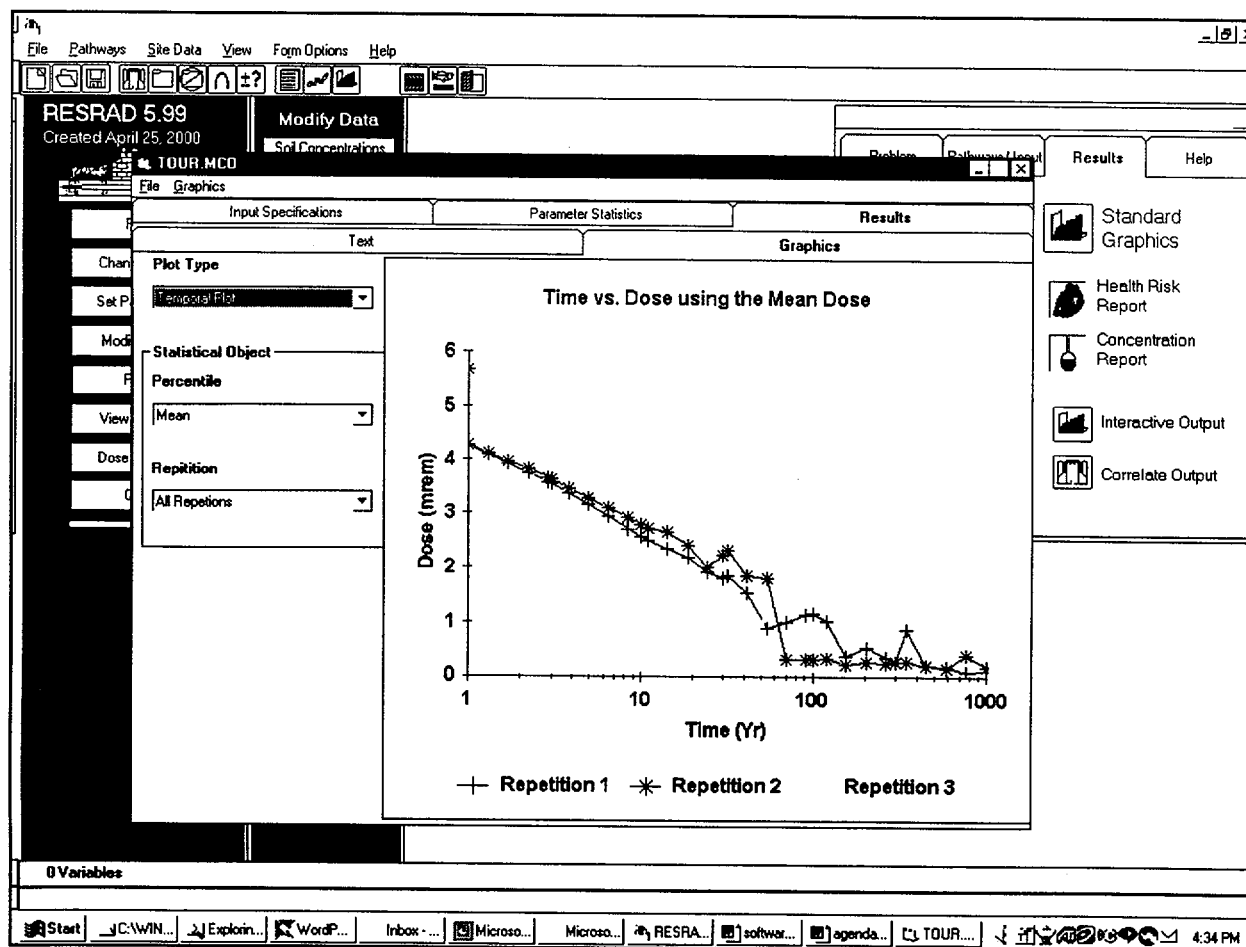 File Pathways Site Data View Form Options Help
±?
RESRAD 5.99
Created April 25, 2000
Modify Data
Soil Concentrations
Chan
Set P
Modi
View
Dose
TOUR.MCO
File Graphics
Input Specifications Parameter Statistics Results
Text Graphics
Plot Type
Temporal Plot
Statistical Object
Percentile
Mean
Repitition
All Repetions
Time vs. Dose using the Mean Dose
Dose (mrem)
6
5
4
3
2
1
0
1 10 100 1000
Time (Yr)
Repetition 1 Repetition 2 Repetition 3
Results Help
Standard
Graphics
Health Risk
Report
Concentration
Report
Interactive Output
Correlate Output
0 Variables
Start C:\WIN... Explorin... WordP... Inbox - ... Microso... Microso... RESRA... softwar... agenda... TOUR.... 4:34 PM